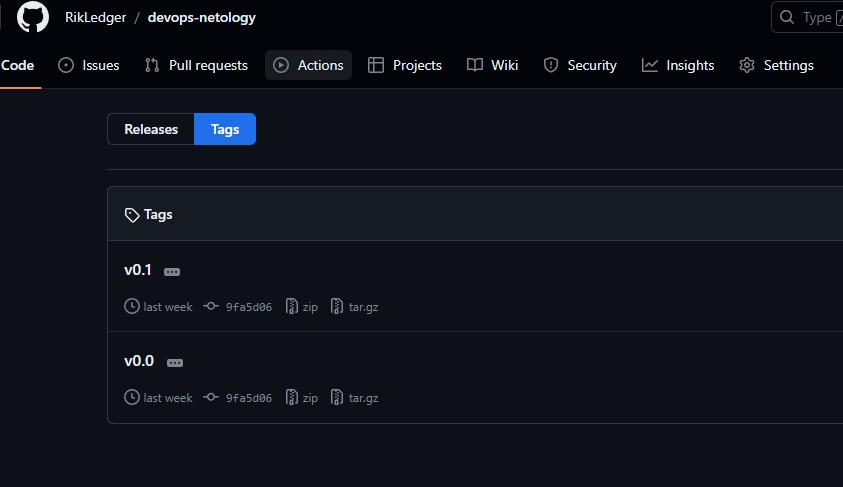 RikLedger / devops-netology
Type /
Code Issues Pull requests Actions Projects Wiki Security Insights Settings
Releases Tags
Tags
v0.1 ...
last week 9fa5d06 zip tar.gz
v0.0 ...
last week 9fa5d06 zip tar.gz